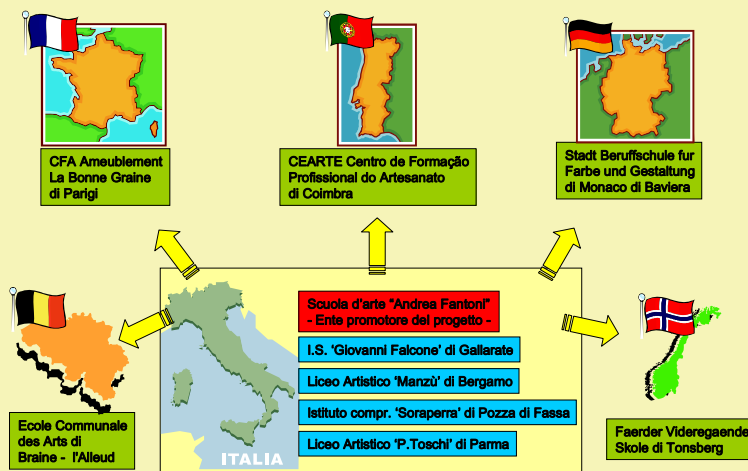 CFA Ameublement
La Bonne Graine
di Parigi
CEARTE Centro de Formação
Profissional do Artesanato
di Coimbra
Stadt Beruffschule fur
Farbe und Gestaltung
di Monaco di Baviera
Scuola d'arte "Andrea Fantoni"
- Ente promotore del progetto -
I.S. 'Giovanni Falcone' di Gallarate
Liceo Artistico 'Manzù' di Bergamo
Istituto compr. 'Soraperra' di Pozza di Fassa
Liceo Artistico 'P.Toschi' di Parma
ITALIA
Ecole Communale
des Arts di
Braine - l'Alleud
Faerder Videregaende
Skole di Tonsberg